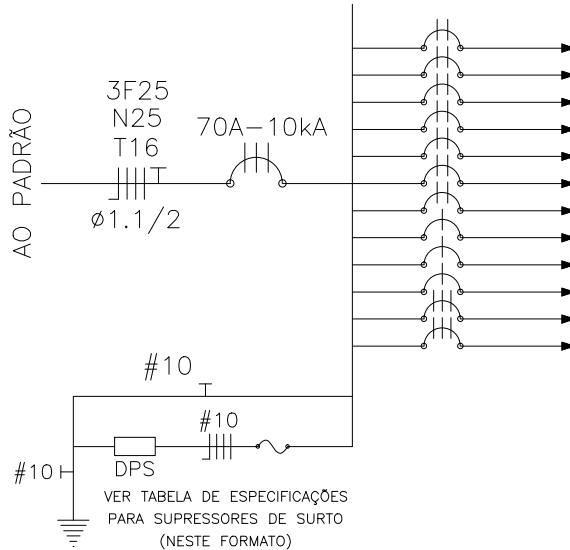 3F25
N25
T16
70A-10kA
AO PADRÃO
Ø1.1/2
#10
#10
#10
DPS
VER TABELA DE ESPECIFICAÇÕES
PARA SUPRESSORES DE SURTO
(NESTE FORMATO)